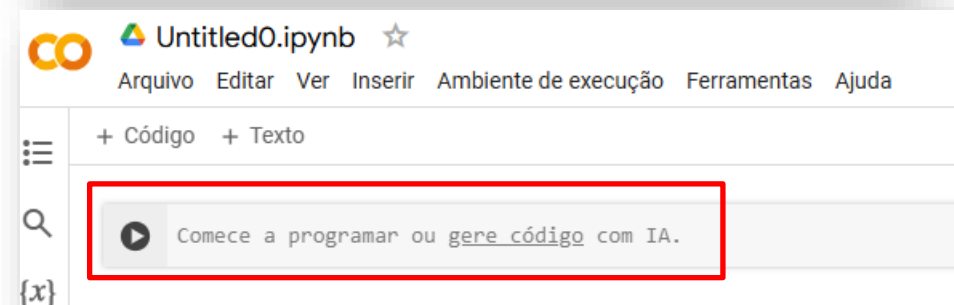 Untitled0.ipynb
Arquivo Editar Ver Inserir Ambiente de execução Ferramentas Ajuda
+ Código + Texto
Comece a programar ou gere código com IA.
{x}